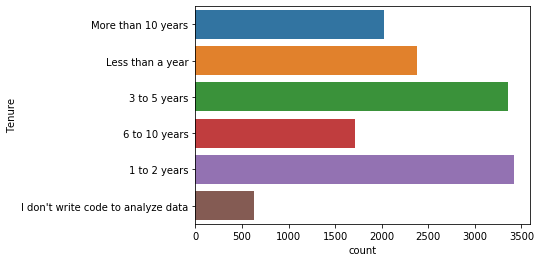 More than 10 years
Less than a year
3 to 5 years
6 to 10 years
1 to 2 years
I don't write code to analyze data
Tenure
0 500 1000 1500 2000 2500 3000 3500
count